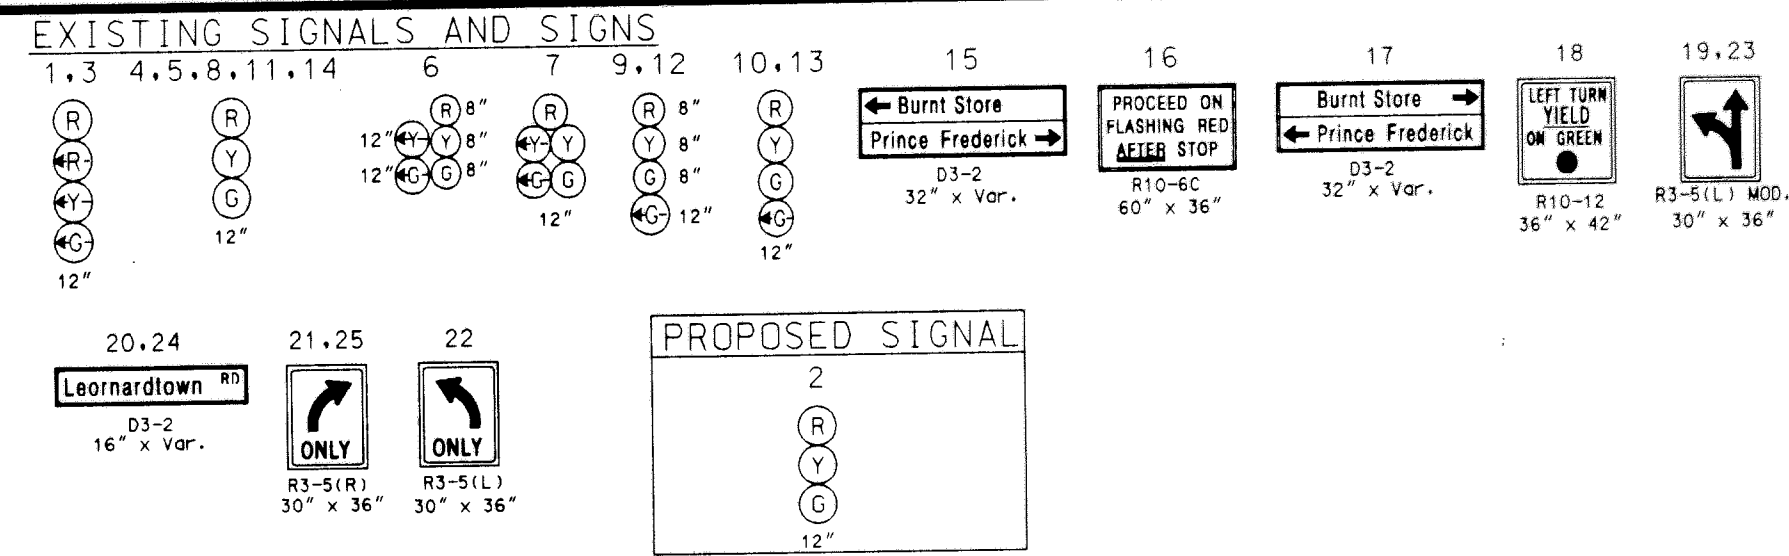 EXISTING SIGNALS AND SIGNS
1,3 4,5,8,11,14 6 7 9,12 10,13 15 16 17 18 19,23
R
R
Y
G
12"
R
Y
G
12"
R 8"
12" Y Y 8"
12" G G 8"
R
Y Y
G G
12"
R 8"
Y 8"
G 8"
G 12"
R
Y
G
G
12"
Burnt Store
Prince Frederick
D3-2
32" x Var.
PROCEED ON
FLASHING RED
AFTER STOP
R10-6C
60" x 36"
Burnt Store
Prince Frederick
D3-2
32" x Var.
LEFT TURN
YIELD
ON GREEN
R10-12
36" x 42"
R3-5(L) MOD.
30" x 36"
20,24 21,25 22
Leornardtown RD
D3-2
16" x Var.
ONLY
R3-5(R)
30" x 36"
ONLY
R3-5(L)
30" x 36"
PROPOSED SIGNAL
2
R
Y
G
12"